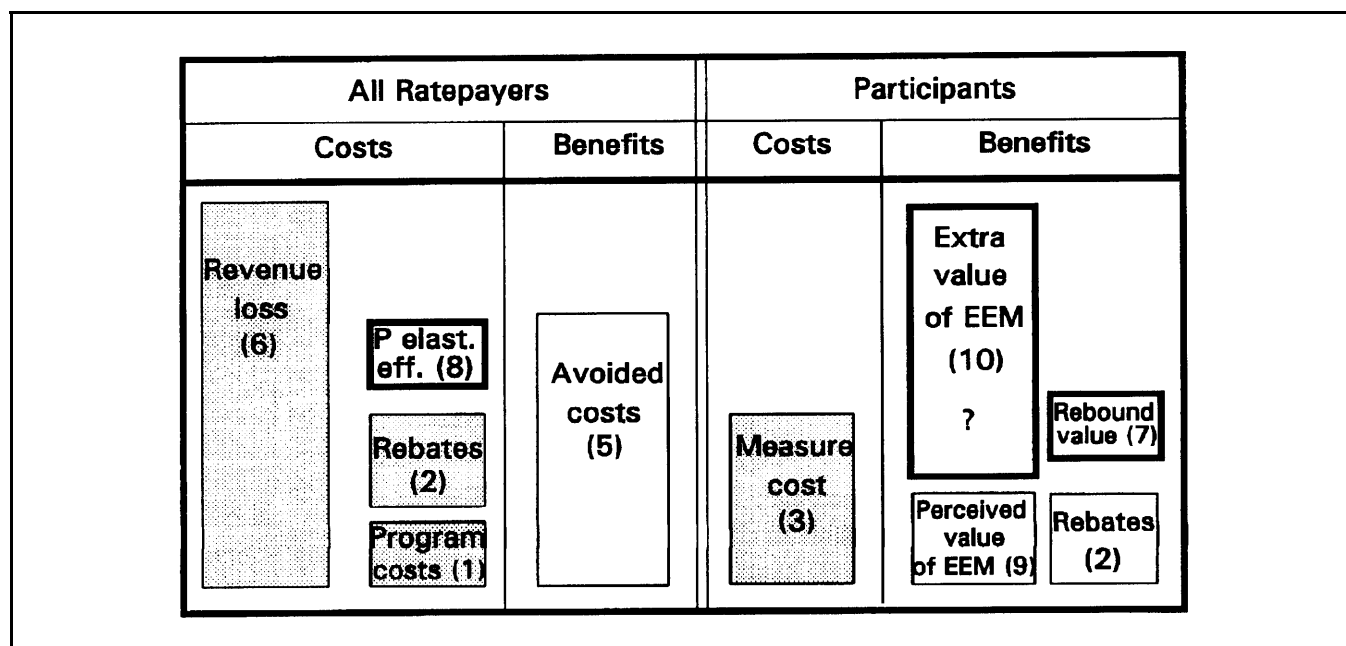 All Ratepayers
Participants
Costs
Benefits
Costs
Benefits
Revenue
loss
(6)
P elast.
eff. (8)
Rebates
(2)
Program
costs (1)
Avoided
costs
(5)
Measure
cost
(3)
Extra
value
of EEM
(10)
?
Rebound
value (7)
Perceived
value
of EEM (9)
Rebates
(2)